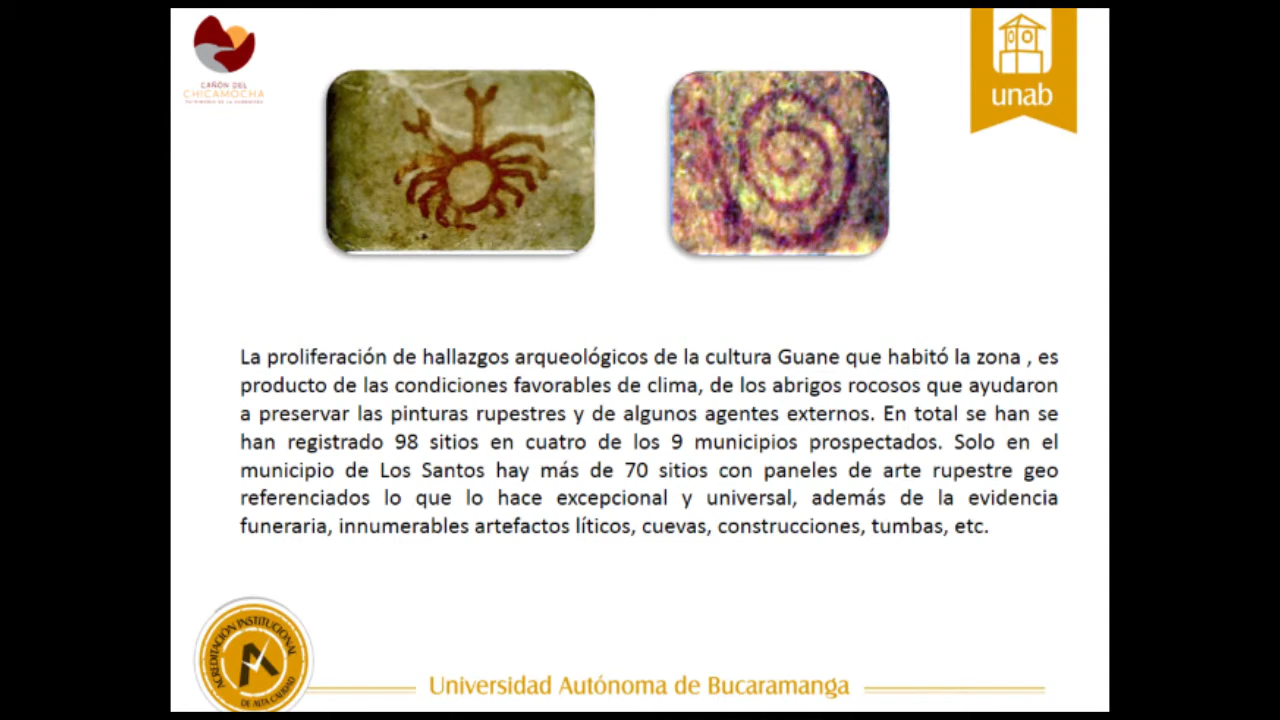 CAÑÓN DEL
CHICAMOCHA
PATRIMONIO DE LA HUMANIDAD
unab
La proliferación de hallazgos arqueológicos de la cultura Guane que habitó la zona , es
producto de las condiciones favorables de clima, de los abrigos rocosos que ayudaron
a preservar las pinturas rupestres y de algunos agentes externos. En total se han se
han registrado 98 sitios en cuatro de los 9 municipios prospectados. Solo en el
municipio de Los Santos hay más de 70 sitios con paneles de arte rupestre geo
referenciados lo que lo hace excepcional y universal, además de la evidencia
funeraria, innumerables artefactos líticos, cuevas, construcciones, tumbas, etc.
ACREDITACIÓN INSTITUCIONAL
DE ALTA CALIDAD
Universidad Autónoma de Bucaramanga